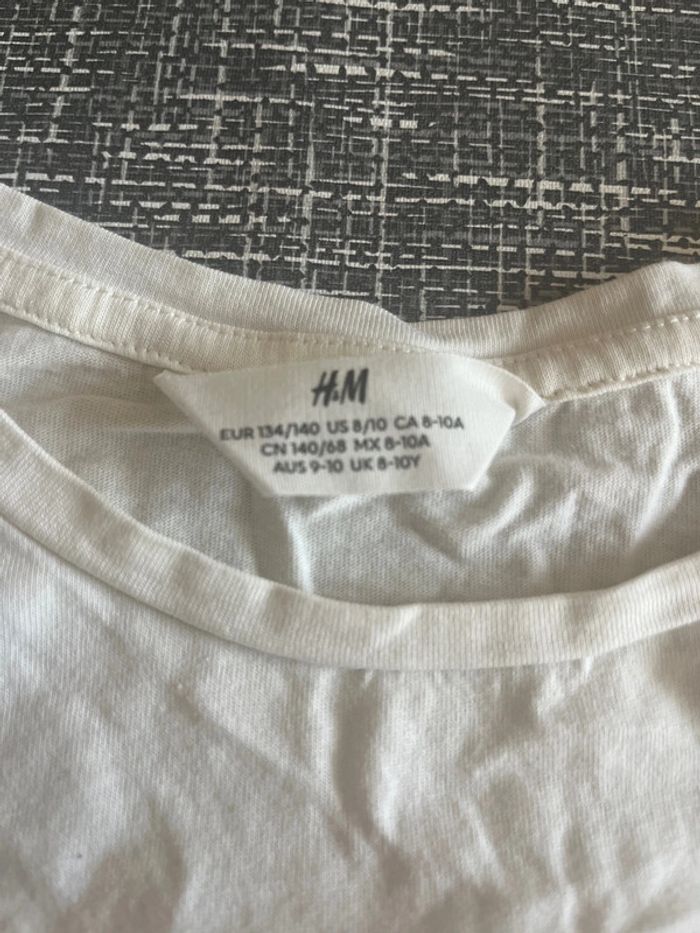 H&M
EUR 134/140 US 8/10 CA 8-10A
CN 140/68 MX 8-10A
AUS 9-10 UK 8-10Y